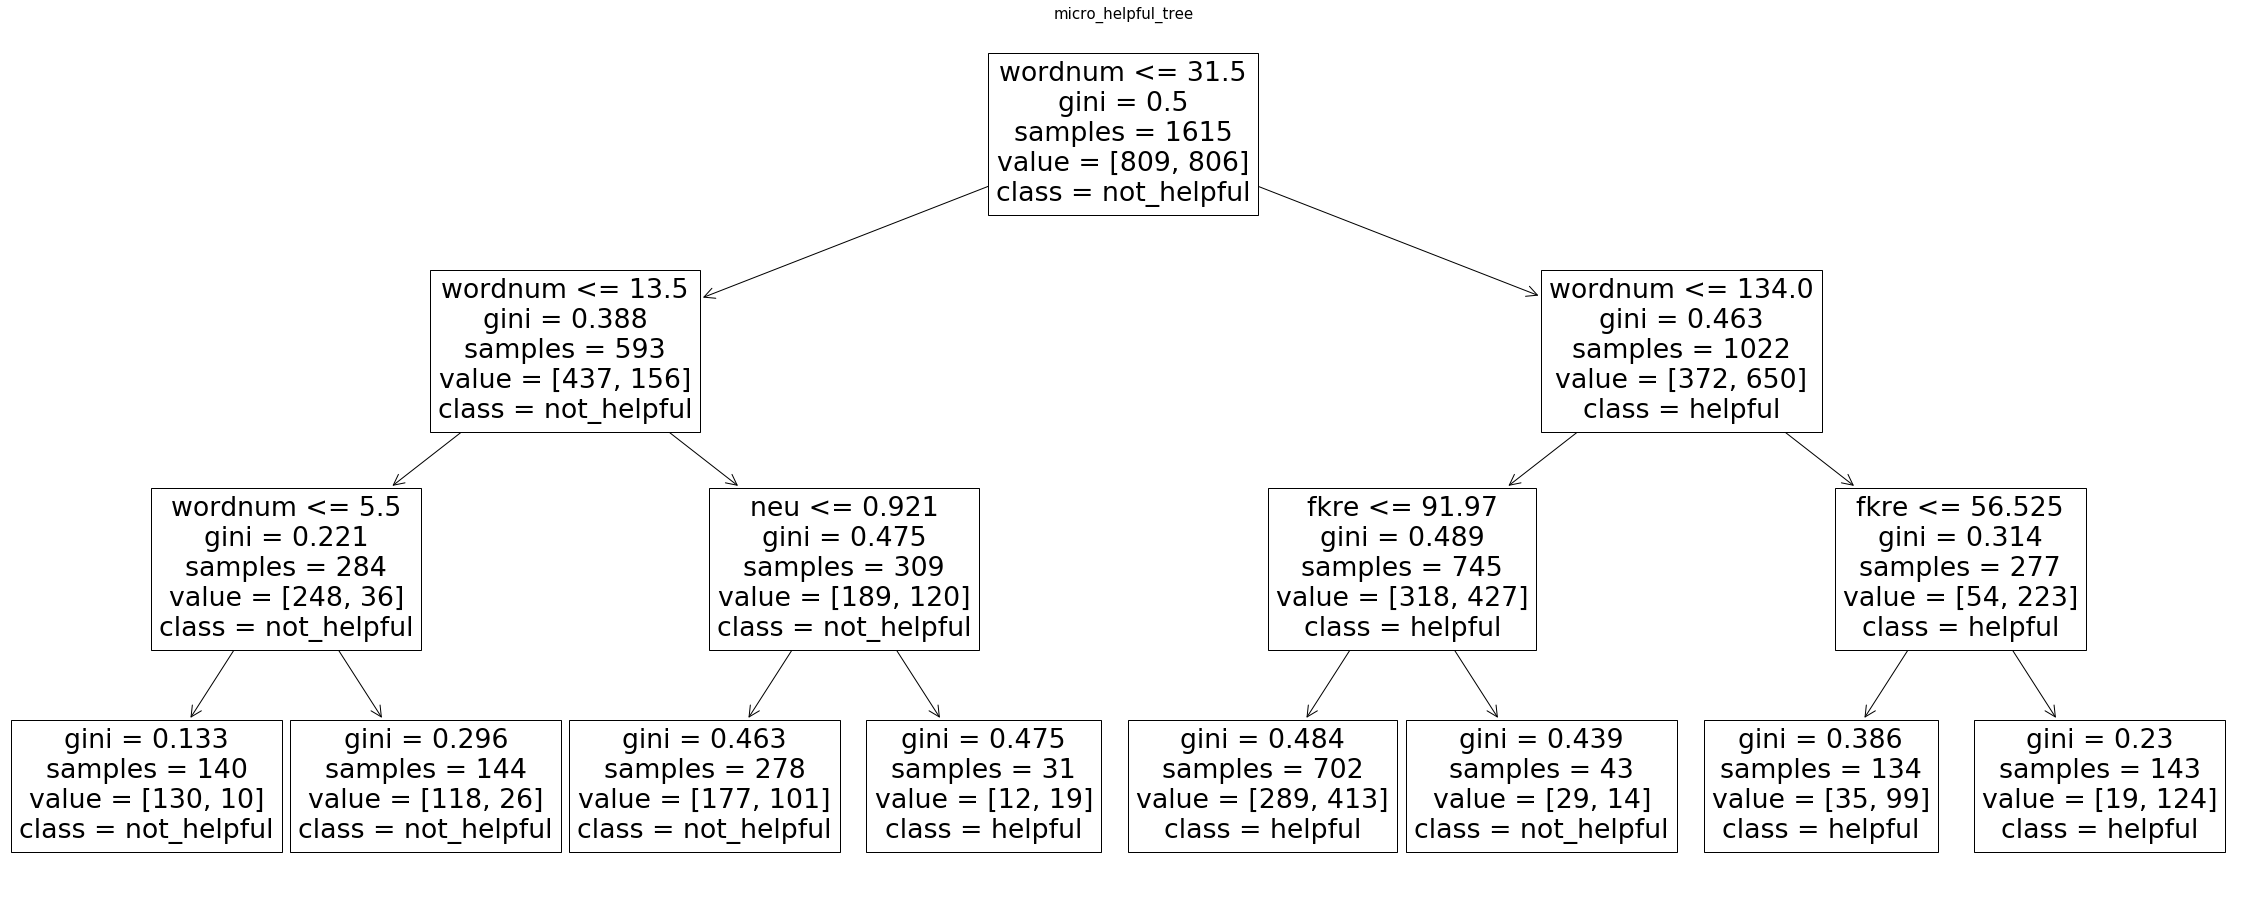 micro_helpful_tree
wordnum <= 31.5
gini = 0.5
samples = 1615
value = [809, 806]
class = not_helpful
wordnum <= 13.5
gini = 0.388
samples = 593
value = [437, 156]
class = not_helpful
wordnum <= 134.0
gini = 0.463
samples = 1022
value = [372, 650]
class = helpful
wordnum <= 5.5
gini = 0.221
samples = 284
value = [248, 36]
class = not_helpful
neu <= 0.921
gini = 0.475
samples = 309
value = [189, 120]
class = not_helpful
fkre <= 91.97
gini = 0.489
samples = 745
value = [318, 427]
class = helpful
fkre <= 56.525
gini = 0.314
samples = 277
value = [54, 223]
class = helpful
gini = 0.133
samples = 140
value = [130, 10]
class = not_helpful
gini = 0.296
samples = 144
value = [118, 26]
class = not_helpful
gini = 0.463
samples = 278
value = [177, 101]
class = not_helpful
gini = 0.475
samples = 31
value = [12, 19]
class = helpful
gini = 0.484
samples = 702
value = [289, 413]
class = helpful
gini = 0.439
samples = 43
value = [29, 14]
class = not_helpful
gini = 0.386
samples = 134
value = [35, 99]
class = helpful
gini = 0.23
samples = 143
value = [19, 124]
class = helpful